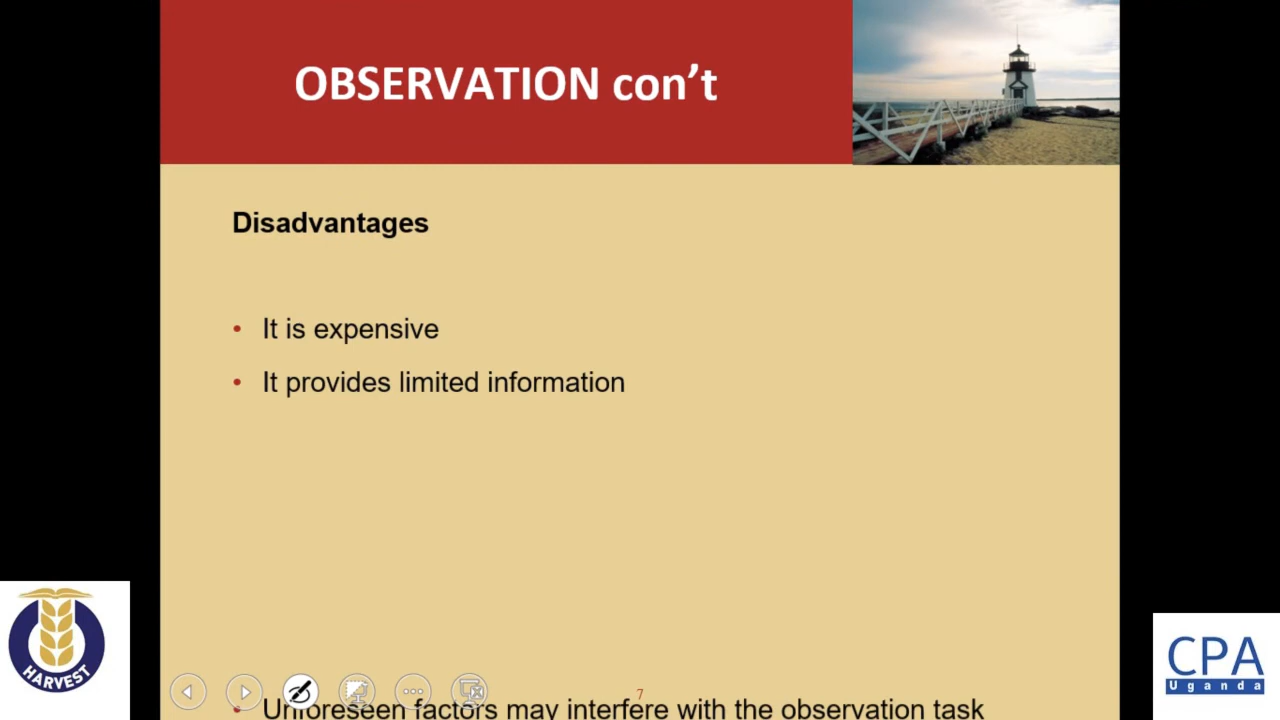 OBSERVATION con’t
Disadvantages
• It is expensive
• It provides limited information
• Unforeseen factors may interfere with the observation task
7
HARVEST
CPA
Uganda